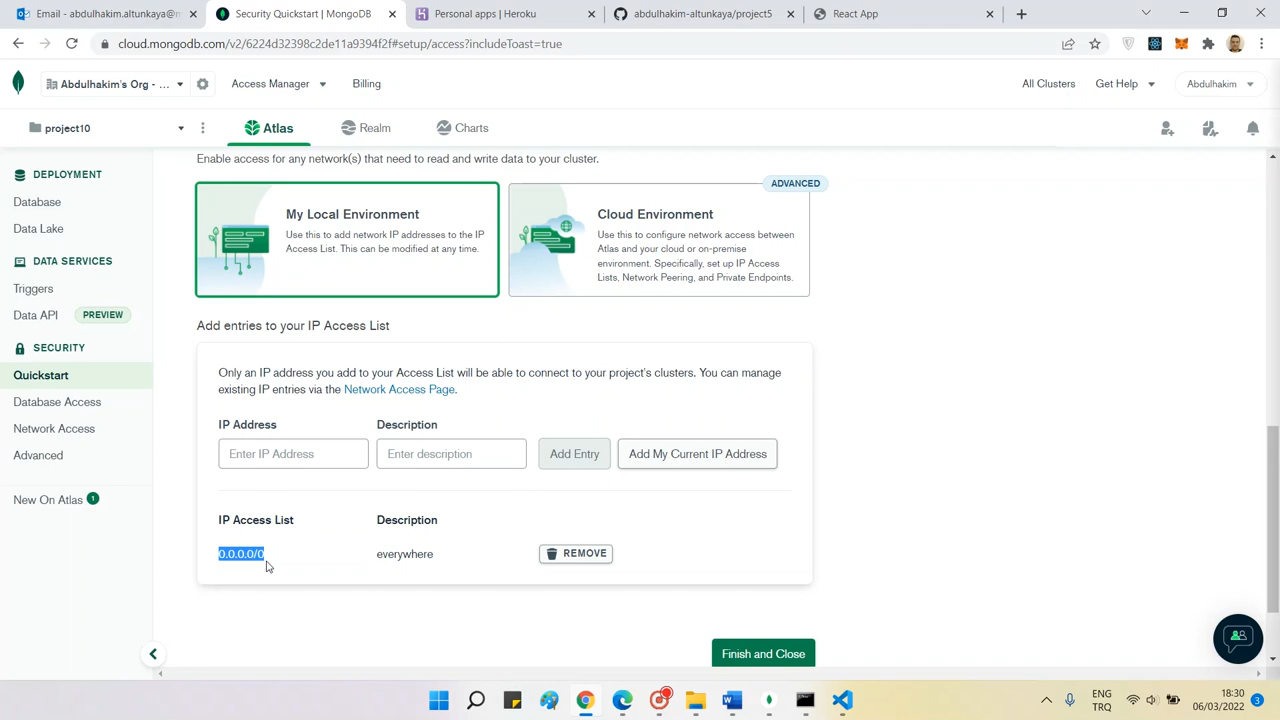 Email - abdulhakim.altunkaya@n
Security Quickstart | MongoDB
Personal apps | Heroku
abdulhakim-altunkaya/project5
React App
cloud.mongodb.com/v2/6224d32398c2de11a9394f2f#setup/access?includeToast=true
Abdulhakim's Org - ...
Access Manager
Billing
All Clusters
Get Help
Abdulhakim
project10
Atlas
Realm
Charts
DEPLOYMENT
Database
Data Lake
DATA SERVICES
Triggers
Data API PREVIEW
SECURITY
Quickstart
Database Access
Network Access
Advanced
New On Atlas 1
Enable access for any network(s) that need to read and write data to your cluster.
My Local Environment
Use this to add network IP addresses to the IP
Access List. This can be modified at any time.
ADVANCED
Cloud Environment
Use this to configure network access between
Atlas and your cloud or on-premise
environment. Specifically, set up IP Access
Lists, Network Peering, and Private Endpoints.
Add entries to your IP Access List
Only an IP address you add to your Access List will be able to connect to your project's clusters. You can manage
existing IP entries via the Network Access Page.
IP Address Description
Enter IP Address Enter description Add Entry Add My Current IP Address
IP Access List Description
0.0.0.0/0 everywhere REMOVE
Finish and Close
ENG
TRQ
18:30
06/03/2022
3